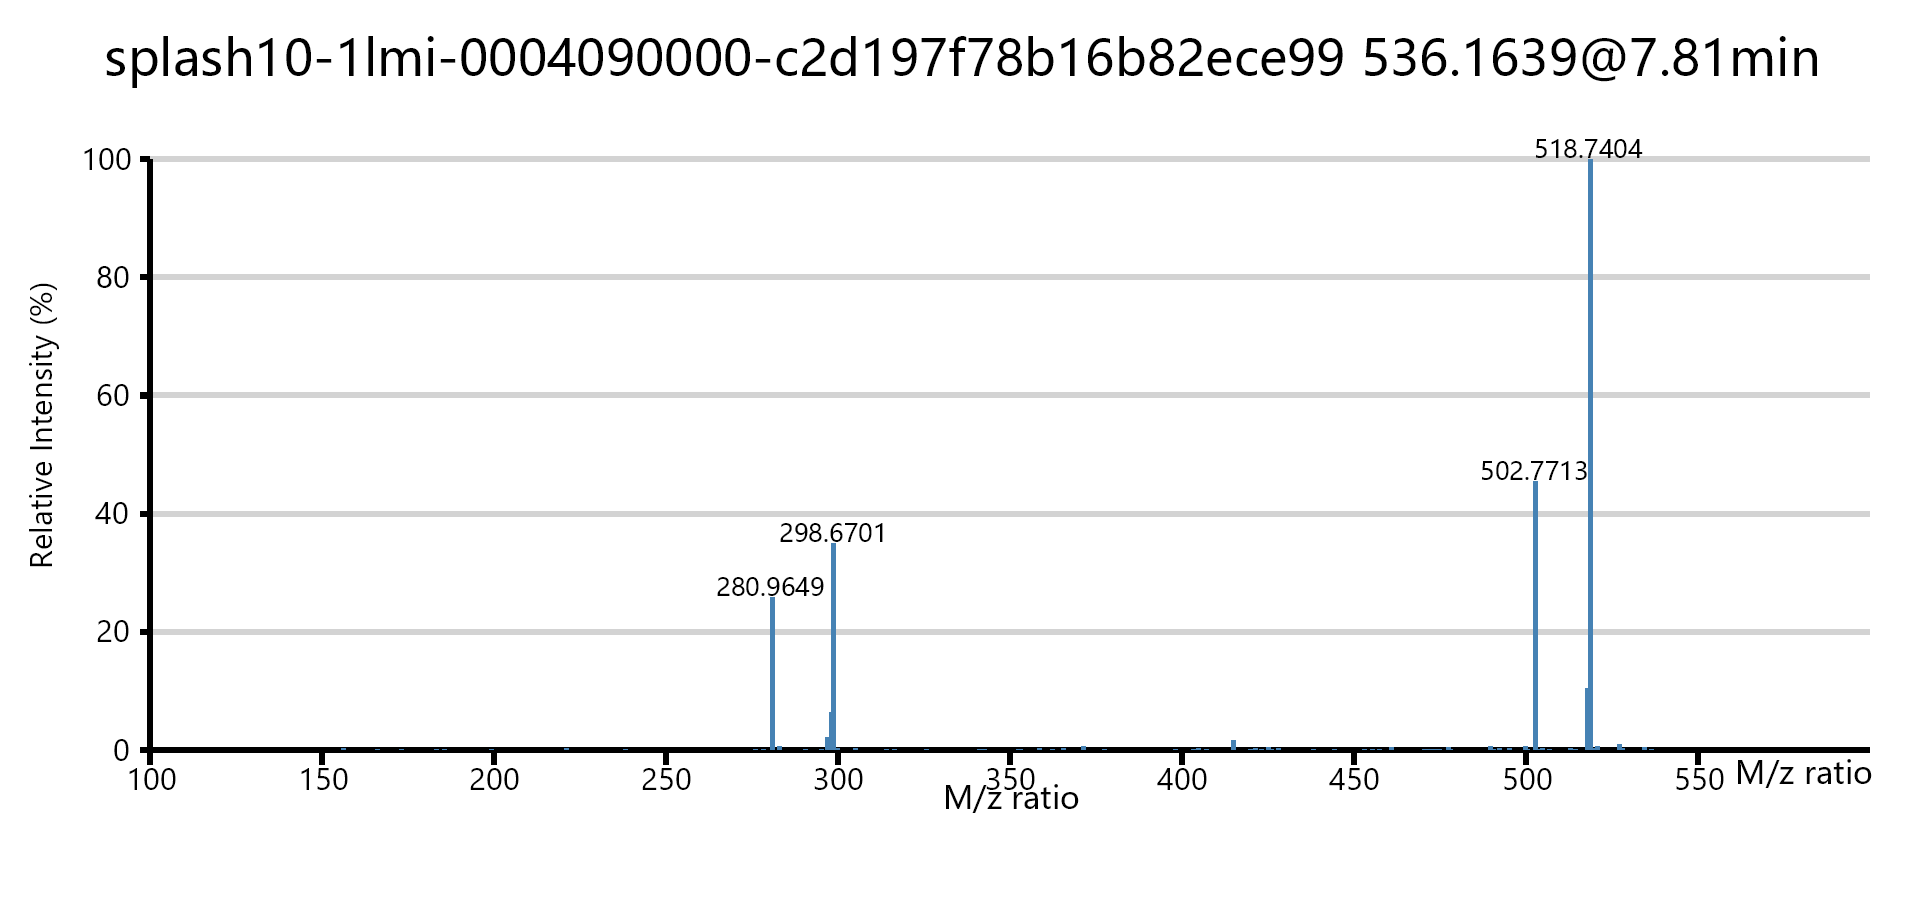 splash10-1lmi-0004090000-c2d197f78b16b82ece99 536.1639@7.81min
518.7404
100
80
502.7713
60
Relative Intensity (%)
298.6701
40
280.9649
20
0
100 150 200 250 300 350 400 450 500 550 M/z ratio
M/z ratio